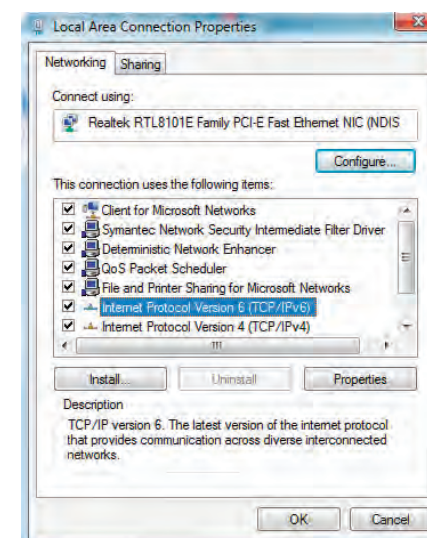 Local Area Connection Properties
Networking Sharing
Connect using:
Realtek RTL8101E Family PCI-E Fast Ethernet NIC (NDIS
Configure...
This connection uses the following items:
Client for Microsoft Networks
Symantec Network Security Intermediate Filter Driver
Deterministic Network Enhancer
QoS Packet Scheduler
File and Printer Sharing for Microsoft Networks
Internet Protocol Version 6 (TCP/IPv6)
Internet Protocol Version 4 (TCP/IPv4)
Install... Uninstall Properties
Description
TCP/IP version 6. The latest version of the internet protocol
that provides communication across diverse interconnected
networks.
OK Cancel